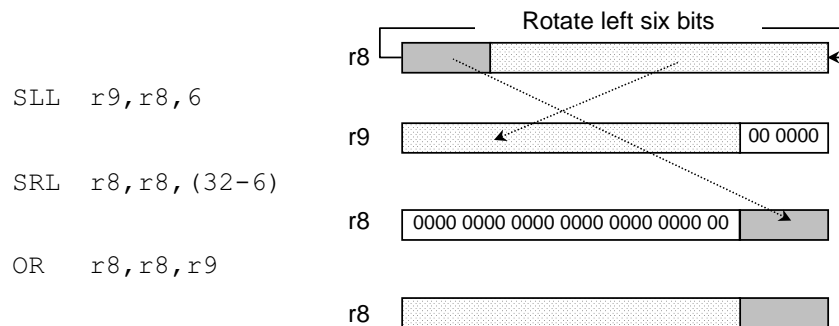 Rotate left six bits
r8
SLL r9,r8,6
r9 00 0000
SRL r8,r8,(32-6)
r8 0000 0000 0000 0000 0000 0000 00
OR r8,r8,r9
r8